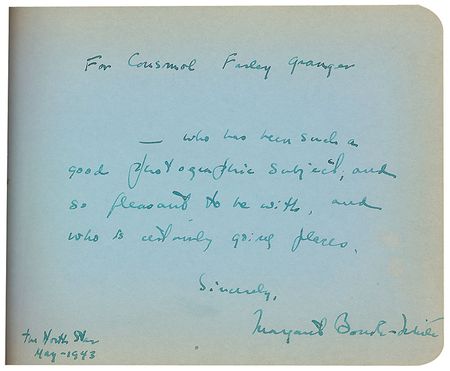 For Farley Granger
— who has been such a
good photographic subject, and
so pleasant to be with, and
who is certainly going places.
Sincerely,
Margaret Bourke-White
The North Star
May-1943